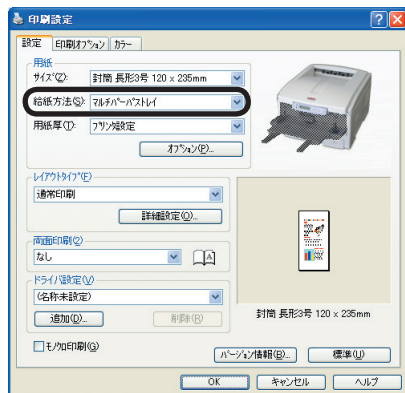 印刷設定
設定 印刷オプション カラー
用紙
サイズ(Z): 封筒 長形3号 120 x 235mm
給紙方法(S): マルチパーパストレイ
用紙厚(T): プリンタ設定
オプション(P)...
レイアウトタイプ(E)
通常印刷
詳細設定(O)...
両面印刷(2)
なし
ドライバ設定(V)
(名称未設定)
追加(D)... 削除(R)
封筒 長形3号 120 x 235mm
モノクロ印刷(G)
バージョン情報(B)... 標準(U)
OK キャンセル ヘルプ